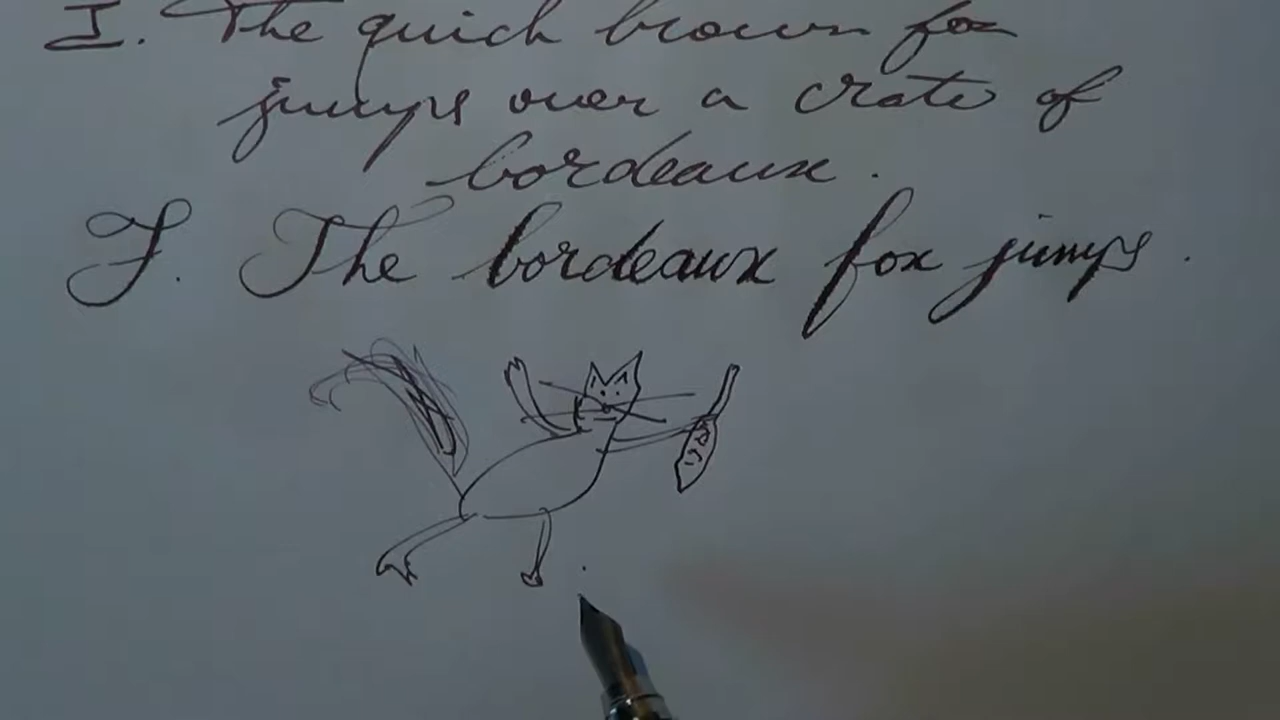 I. The quick brown fox
jumps over a crate of
bordeaux.
F. The bordeaux fox jumps.